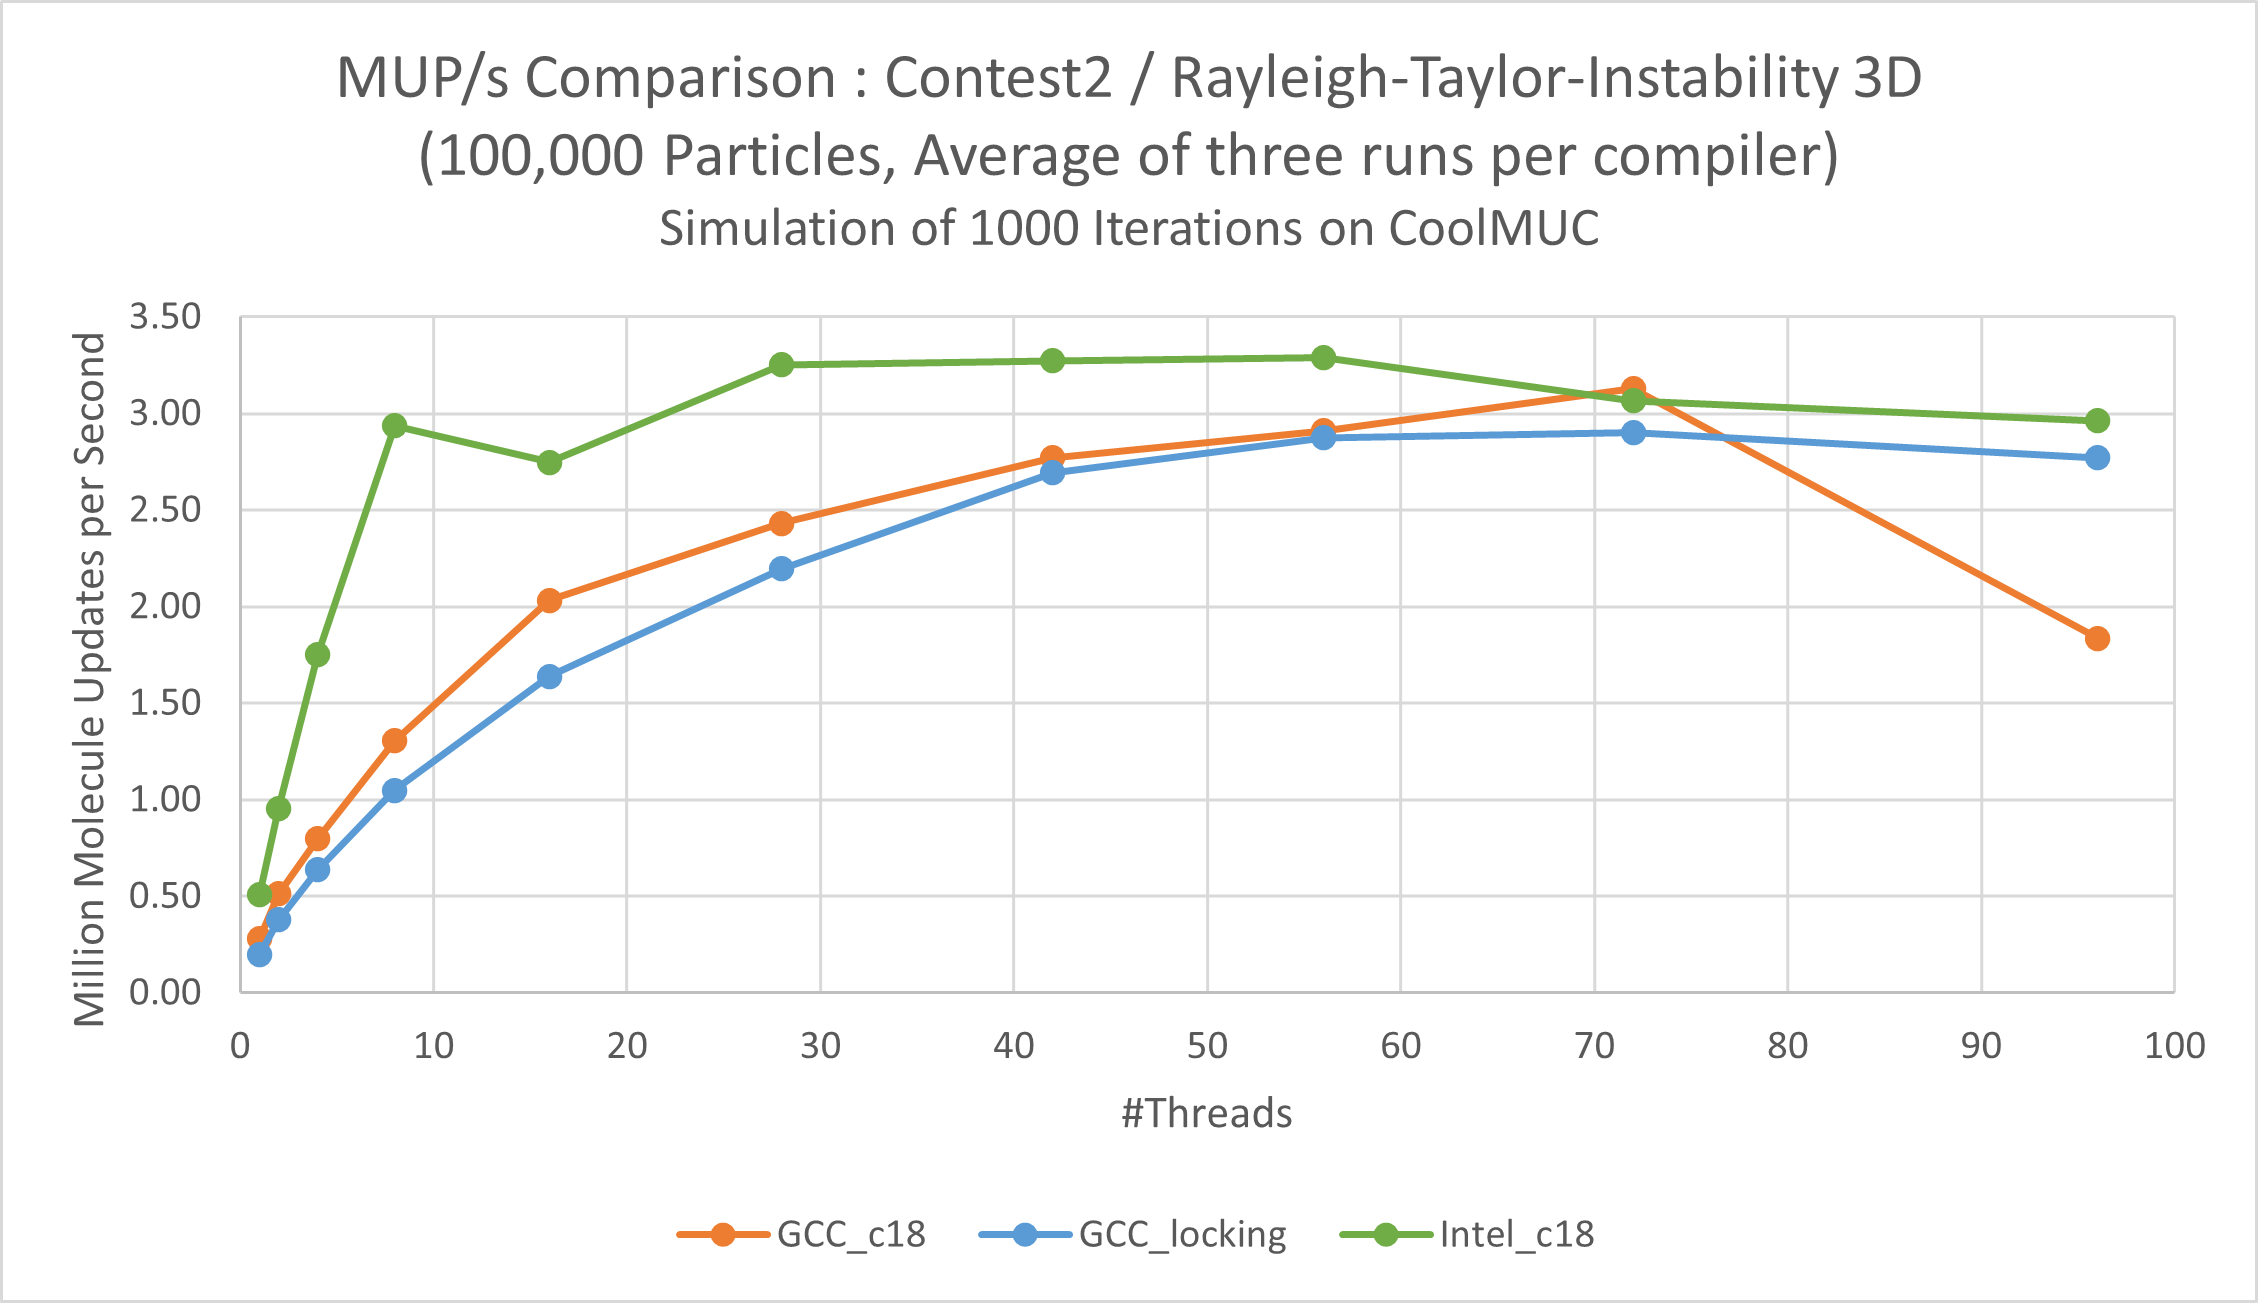 MUP/s Comparison : Contest2 / Rayleigh-Taylor-Instability 3D
(100,000 Particles, Average of three runs per compiler)
Simulation of 1000 Iterations on CoolMUC
Million Molecule Updates per Second
3.50
3.00
2.50
2.00
1.50
1.00
0.50
0.00
0 10 20 30 40 50 60 70 80 90 100
#Threads
GCC_c18 GCC_locking Intel_c18